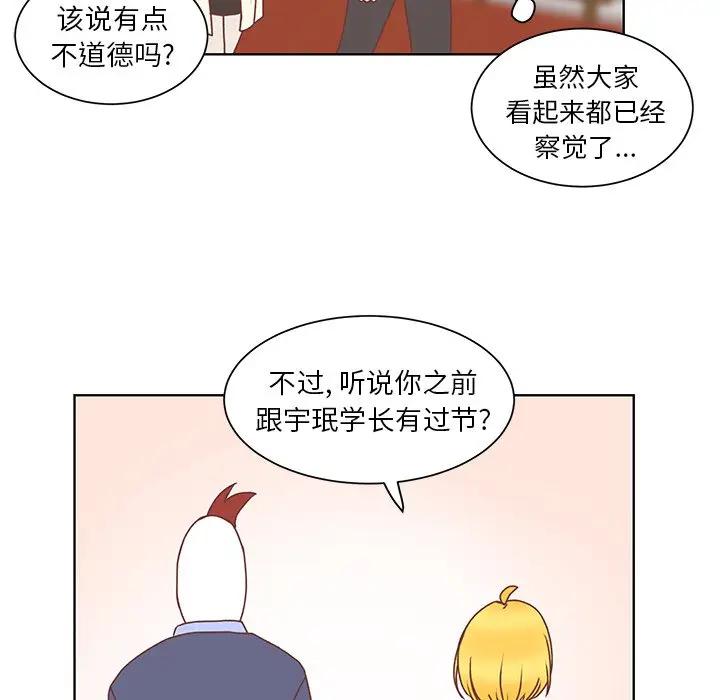 该说有点
不道德吗?
虽然大家
看起来都已经
察觉了...
不过, 听说你之前
跟宇珉学长有过节?